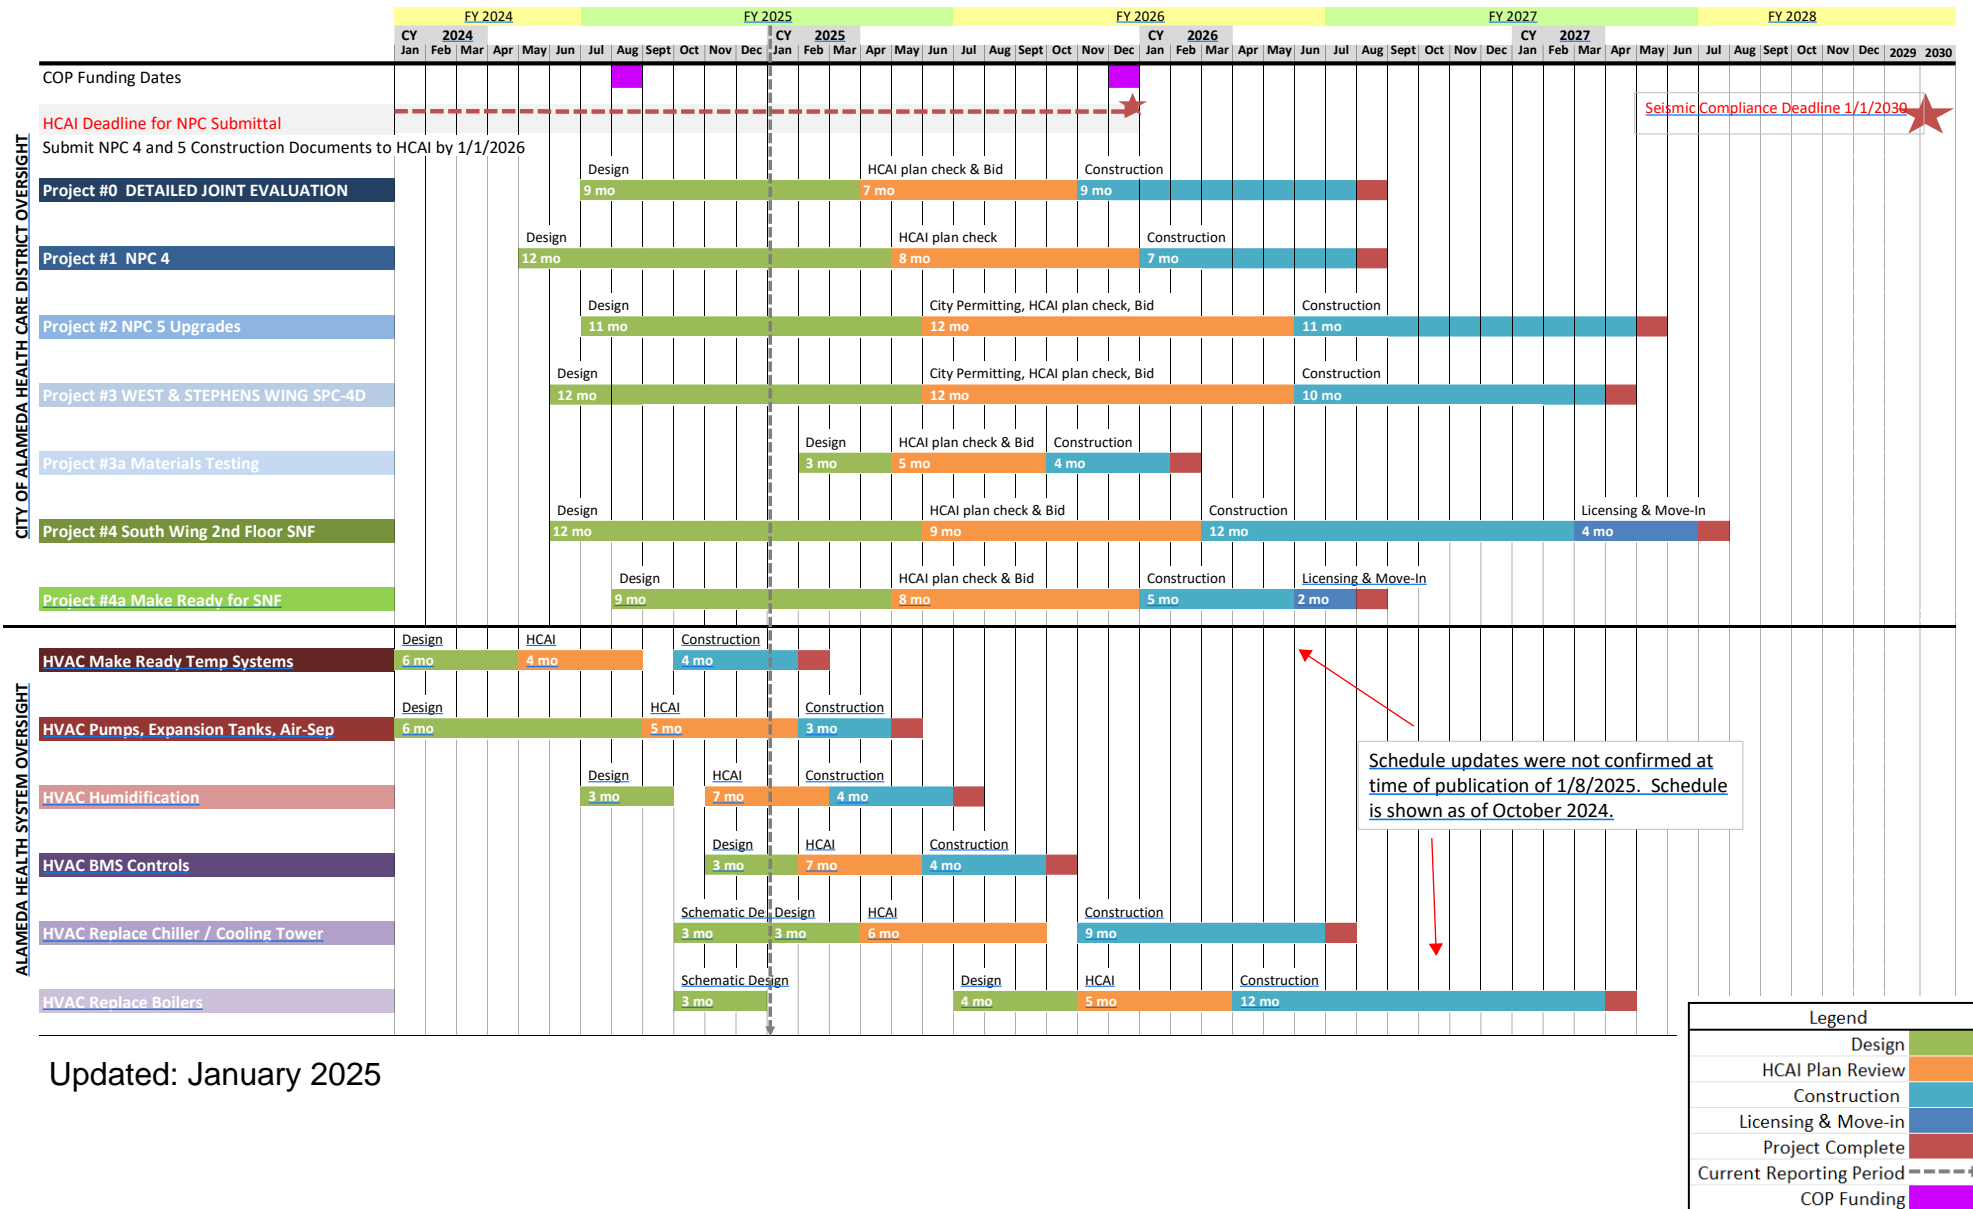 FY 2024 FY 2025 FY 2026 FY 2027 FY 2028
CY 2024 CY 2025 CY 2026 CY 2027
Jan Feb Mar Apr May Jun Jul Aug Sept Oct Nov Dec Jan Feb Mar Apr May Jun Jul Aug Sept Oct Nov Dec Jan Feb Mar Apr May Jun Jul Aug Sept Oct Nov Dec Jan Feb Mar Apr May Jun Jul Aug Sept Oct Nov Dec 2029 2030
COP Funding Dates
HCAI Deadline for NPC Submittal
Seismic Compliance Deadline 1/1/2030
Submit NPC 4 and 5 Construction Documents to HCAI by 1/1/2026
CITY OF ALAMEDA HEALTH CARE DISTRICT OVERSIGHT
Design HCAI plan check & Bid Construction
Project #0 DETAILED JOINT EVALUATION 9 mo 7 mo 9 mo
Design HCAI plan check Construction
Project #1 NPC 4 12 mo 8 mo 7 mo
Design City Permitting, HCAI plan check, Bid Construction
Project #2 NPC 5 Upgrades 11 mo 12 mo 11 mo
Design City Permitting, HCAI plan check, Bid Construction
Project #3 WEST & STEPHENS WING SPC-4D 12 mo 12 mo 10 mo
Design HCAI plan check & Bid Construction
Project #3a Materials Testing 3 mo 5 mo 4 mo
Design HCAI plan check & Bid Construction Licensing & Move-In
Project #4 South Wing 2nd Floor SNF 12 mo 9 mo 12 mo 4 mo
Design HCAI plan check & Bid Construction Licensing & Move-In
Project #4a Make Ready for SNF 9 mo 8 mo 5 mo 2 mo
ALAMEDA HEALTH SYSTEM OVERSIGHT
Design HCAI Construction
HVAC Make Ready Temp Systems 6 mo 4 mo 4 mo
Design HCAI Construction
HVAC Pumps, Expansion Tanks, Air-Sep 6 mo 5 mo 3 mo
Schedule updates were not confirmed at
time of publication of 1/8/2025. Schedule
is shown as of October 2024.
Design HCAI Construction
HVAC Humidification 3 mo 7 mo 4 mo
Design HCAI Construction
HVAC BMS Controls 3 mo 7 mo 4 mo
Schematic De Design HCAI Construction
HVAC Replace Chiller / Cooling Tower 3 mo 3 mo 6 mo 9 mo
Schematic Design Design HCAI Construction
HVAC Replace Boilers 3 mo 4 mo 5 mo 12 mo
Updated: January 2025
Legend
Design
HCAI Plan Review
Construction
Licensing & Move-in
Project Complete
Current Reporting Period
COP Funding